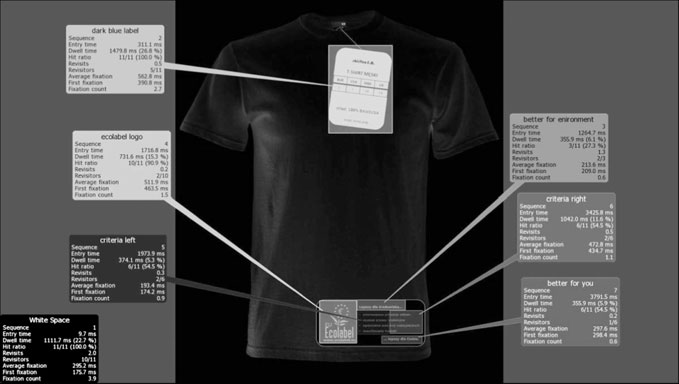 dark blue label
Sequence 2
Entry time 311.1 ms
Dwell time 1479.8 ms (26.8 %)
Hit ratio 11/11 (100.0 %)
Revisits 0.5
Revisitors 5/11
Average fixation 562.8 ms
First fixation 390.8 ms
Fixation count 2.7
ecolabel logo
Sequence 4
Entry time 1716.8 ms
Dwell time 731.6 ms (15.3 %)
Hit ratio 10/11 (90.9 %)
Revisits 0.2
Revisitors 2/10
Average fixation 511.9 ms
First fixation 463.5 ms
Fixation count 1.5
criteria left
Sequence 5
Entry time 1973.9 ms
Dwell time 374.1 ms (5.3 %)
Hit ratio 6/11 (54.5 %)
Revisits 0.3
Revisitors 2/6
Average fixation 193.4 ms
First fixation 174.2 ms
Fixation count 0.9
White Space
Sequence 1
Entry time 9.7 ms
Dwell time 1111.7 ms (22.7 %)
Hit ratio 11/11 (100.0 %)
Revisits 2.0
Revisitors 10/11
Average fixation 295.2 ms
First fixation 175.7 ms
Fixation count 3.9
T-SHIRT
100%
Ecolabel
better for enironment
Sequence 3
Entry time 1264.7 ms
Dwell time 355.9 ms (6.1 %)
Hit ratio 3/11 (27.3 %)
Revisits 1.3
Revisitors 2/3
Average fixation 213.6 ms
First fixation 209.0 ms
Fixation count 0.6
criteria right
Sequence 6
Entry time 3425.8 ms
Dwell time 1042.0 ms (11.6 %)
Hit ratio 6/11 (54.5 %)
Revisits 0.5
Revisitors 2/6
Average fixation 472.8 ms
First fixation 434.7 ms
Fixation count 1.1
better for you
Sequence 7
Entry time 3791.5 ms
Dwell time 355.9 ms (5.9 %)
Hit ratio 6/11 (54.5 %)
Revisits 0.2
Revisitors 1/6
Average fixation 297.6 ms
First fixation 298.4 ms
Fixation count 0.6